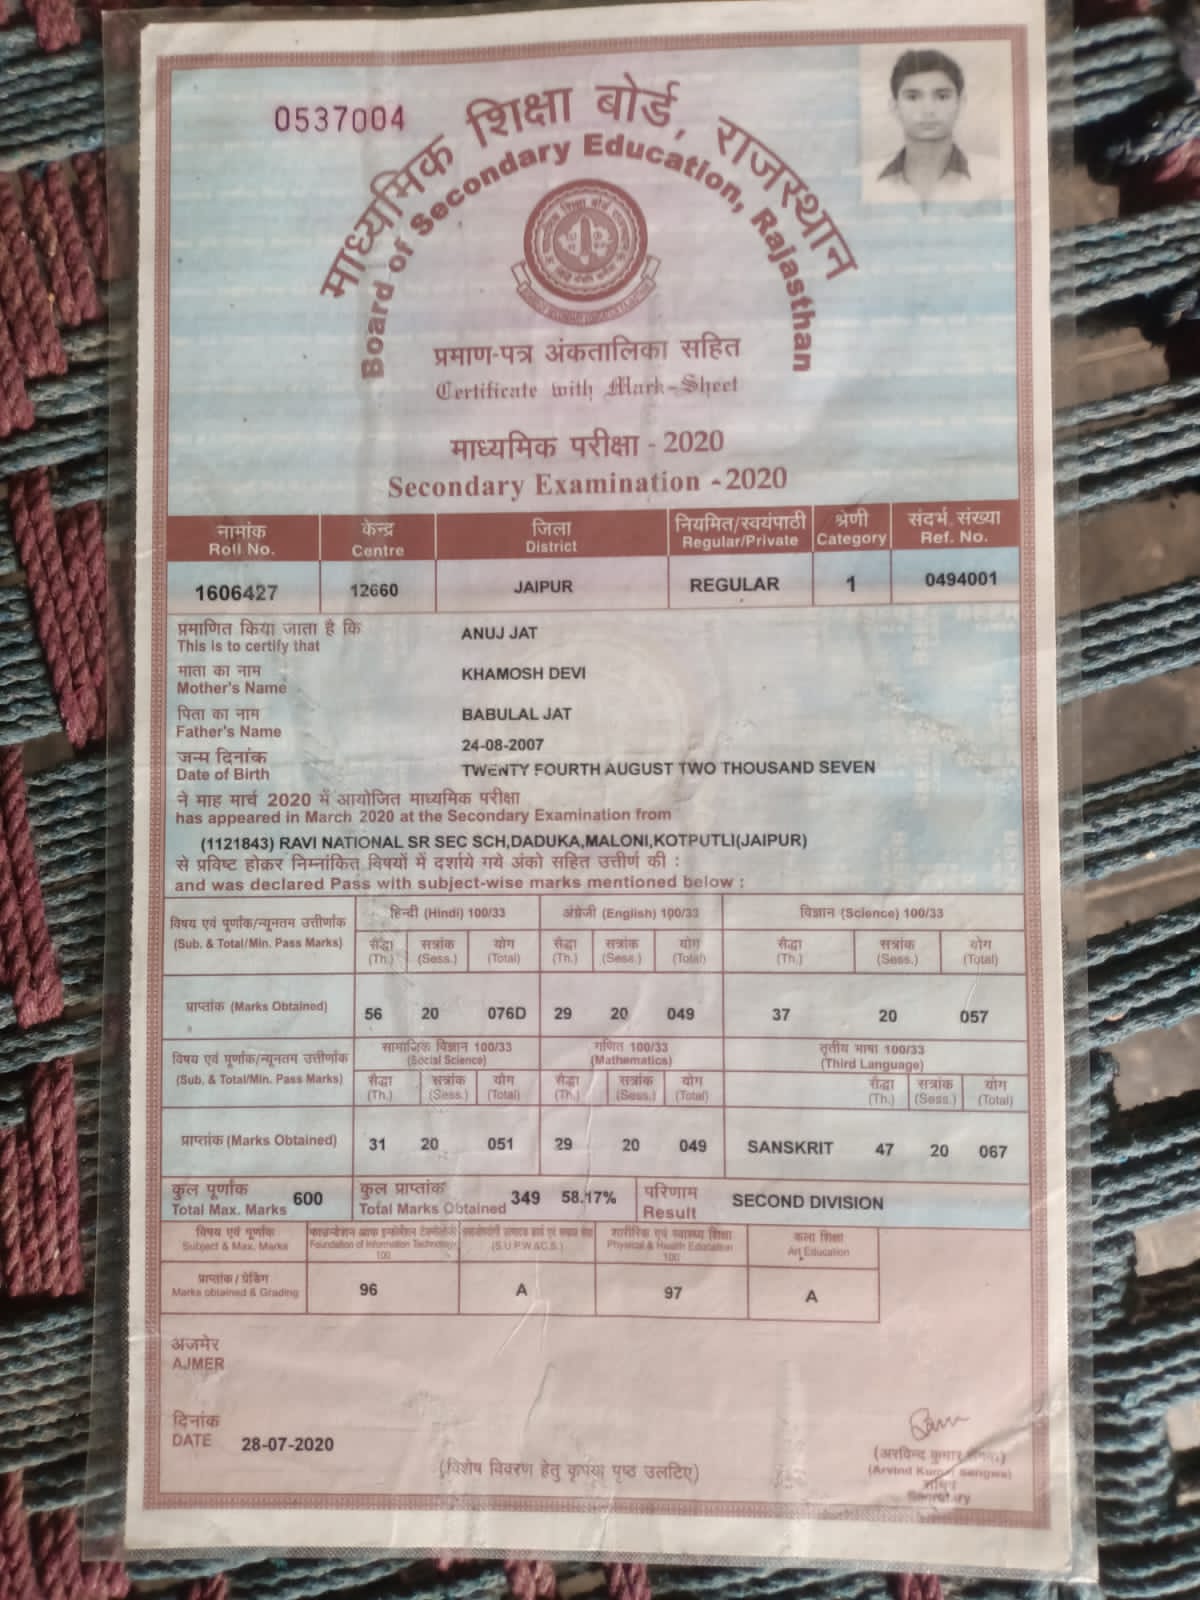 0537004
माध्यमिक शिक्षा बोर्ड, राजस्थान
Board of Secondary Education, Rajasthan
प्रमाण-पत्र अंकतालिका सहित
Certificate with Mark-Sheet
माध्यमिक परीक्षा - 2020
Secondary Examination - 2020
नामांक केन्द्र जिला नियमित/स्वयंपाठी श्रेणी संदर्भ संख्या
Roll No. Centre District Regular/Private Category Ref. No.
1606427 12660 JAIPUR REGULAR 1 0494001
प्रमाणित किया जाता है कि
This is to certify that ANUJ JAT
माता का नाम
Mother's Name KHAMOSH DEVI
पिता का नाम
Father's Name BABULAL JAT
जन्म दिनांक 24-08-2007
Date of Birth TWENTY FOURTH AUGUST TWO THOUSAND SEVEN
ने माह मार्च 2020 में आयोजित माध्यमिक परीक्षा
has appeared in March 2020 at the Secondary Examination from
(1121843) RAVI NATIONAL SR SEC SCH,DADUKA,MALONI,KOTPUTLI(JAIPUR)
से प्रविष्ट होकर निम्नांकित विषयों में दर्शाये गये अंको सहित उत्तीर्ण की :
and was declared Pass with subject-wise marks mentioned below :
विषय एवं पूर्णांक/न्यूनतम उत्तीर्णांक हिन्दी (Hindi) 100/33 अंग्रेजी (English) 100/33 विज्ञान (Science) 100/33
(Sub. & Total/Min. Pass Marks) सैद्धा सत्रांक योग सैद्धा सत्रांक योग सैद्धा सत्रांक योग
(Th.) (Sess.) (Total) (Th.) (Sess.) (Total) (Th.) (Sess.) (Total)
प्राप्तांक (Marks Obtained) 56 20 076D 29 20 049 37 20 057
विषय एवं पूर्णांक/न्यूनतम उत्तीर्णांक सामाजिक विज्ञान 100/33 गणित 100/33 तृतीय भाषा 100/33
(Social Science) (Mathematics) (Third Language)
(Sub. & Total/Min. Pass Marks) सैद्धा सत्रांक योग सैद्धा सत्रांक योग सैद्धा सत्रांक योग
(Th.) (Sess.) (Total) (Th.) (Sess.) (Total) (Th.) (Sess.) (Total)
प्राप्तांक (Marks Obtained) 31 20 051 29 20 049 SANSKRIT 47 20 067
कुल पूर्णांक कुल प्राप्तांक परिणाम
Total Max. Marks 600 Total Marks Obtained 349 58.17% Result SECOND DIVISION
विषय एवं पूर्णांक फाउन्डेशन आफ इन्फोर्मेशन टेक्नोलोजी शारीरिक एवं स्वास्थ्य शिक्षा कला शिक्षा
Subject & Max. Marks Foundation of Information Technology (S.U.P.W.&C.S.) Physical & Health Education Art Education
100 100
प्राप्तांक / ग्रेडिंग
Marks obtained & Grading 96 A 97 A
अजमेर
AJMER
दिनांक
DATE 28-07-2020
(विशेष विवरण हेतु कृपया पृष्ठ उलटिए)
(अरविन्द कुमार
(Arvind Kumar Sengwa)
सचिव
Secretary